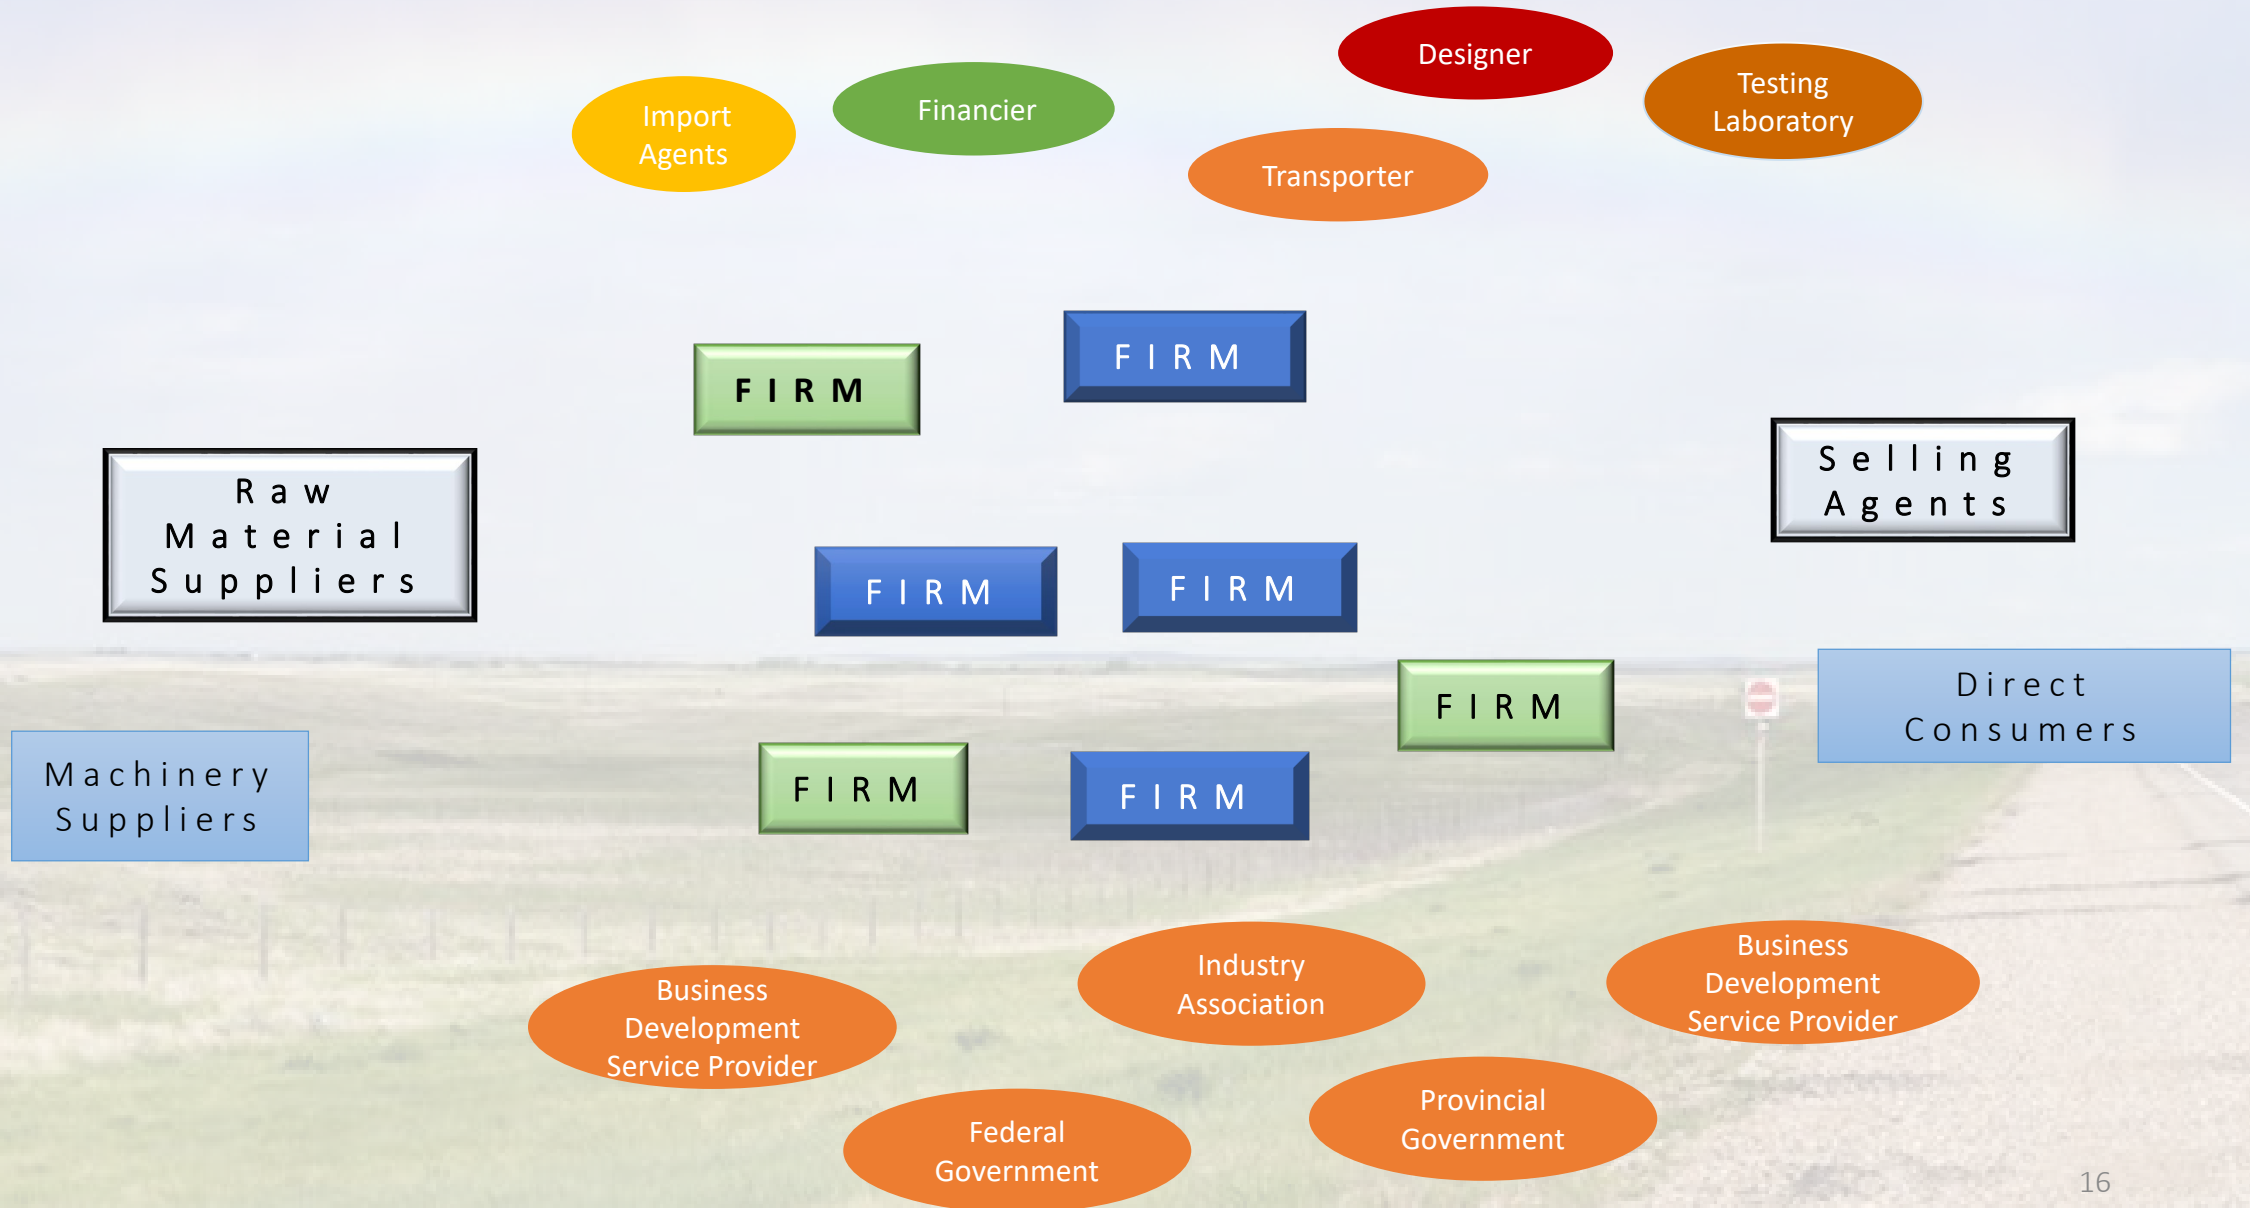 Designer
Testing
Laboratory
Import
Agents
Financier
Transporter
FIRM
FIRM
Raw
Material
Suppliers
Selling
Agents
FIRM
FIRM
FIRM
Direct
Consumers
Machinery
Suppliers
FIRM
FIRM
Business
Development
Service Provider
Industry
Association
Business
Development
Service Provider
Federal
Government
Provincial
Government
16